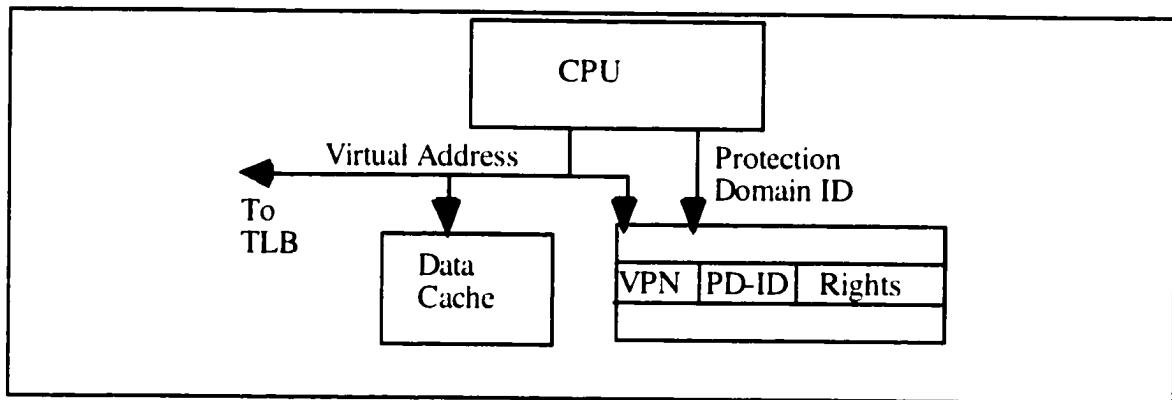 CPU
Virtual Address
Protection
Domain ID
To
TLB
Data
Cache
VPN PD-ID Rights